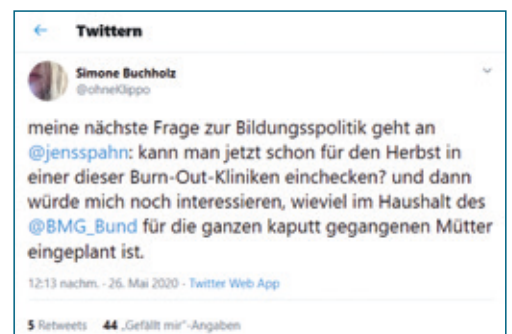 ← Twittern
Simone Buchholz
@ohneKlippo
meine nächste Frage zur Bildungsspolitik geht an
@jensspahn: kann man jetzt schon für den Herbst in
einer dieser Burn-Out-Kliniken einchecken? und dann
würde mich noch interessieren, wieviel im Haushalt des
@BMG_Bund für die ganzen kaputt gegangenen Mütter
eingeplant ist.
12:13 nachm. · 26. Mai 2020 · Twitter Web App
5 Retweets 44 „Gefällt mir“-Angaben